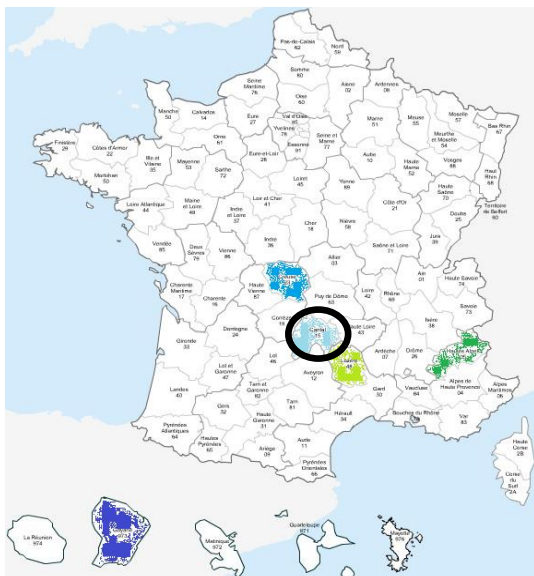 Pas-de-Calais
62
Nord
59
Somme
80
Seine
Maritime
76
Aisne
02
Ardennes
08
Oise
60
Manche
50
Calvados
14
Eure
27
Val d'Oise
95
Yvelines
78
Essonne
91
Seine et
Marne
77
Marne
51
Meuse
55
Moselle
57
Meurthe
et Moselle
54
Bas Rhin
67
Finistère
29
Côtes d'Armor
22
Orne
61
Eure-et-Loir
28
Aube
10
Haute
Marne
52
Vosges
88
Haut
Rhin
68
Morbihan
Ille et
Vilaine
35
Mayenne
53
Sarthe
72
Loiret
45
Yonne
89
Haute
Saône
70
Territoire
de Belfort
90
Loire Atlantique
44
Maine
et Loire
49
Indre
et Loire
37
Loir et Cher
41
Cher
18
Nièvre
58
Côte d'Or
21
Doubs
25
Vendée
85
Deux
Sèvres
79
Vienne
86
Indre
36
Allier
03
Saône et Loire
71
Jura
39
Charente
Maritime
17
Charente
16
Haute
Vienne
87
Puy de Dôme
63
Loire
42
Rhône
69
Ain
01
Haute Savoie
74
Savoie
73
Gironde
33
Dordogne
24
Cantal
15
Haute Loire
43
Isère
38
Lot et
Garonne
47
Lot
46
Aveyron
12
48
Ardèche
07
Drôme
26
Landes
40
Gers
32
Tarn et
Garonne
82
Tarn
81
Gard
30
Vaucluse
84
Alpes de
Haute Provence
04
Alpes
Maritimes
06
Pyrénées
Atlantiques
64
Hautes
Pyrénées
65
Haute
Garonne
31
Hérault
34
Bouches du Rhône
Var
83
Ariège
09
Aude
11
Pyrénées
Orientales
66
Haute
Corse
2B
Corse
du
Sud
2A
La Réunion
974
Martinique
972
Guadeloupe
971
Mayotte
976